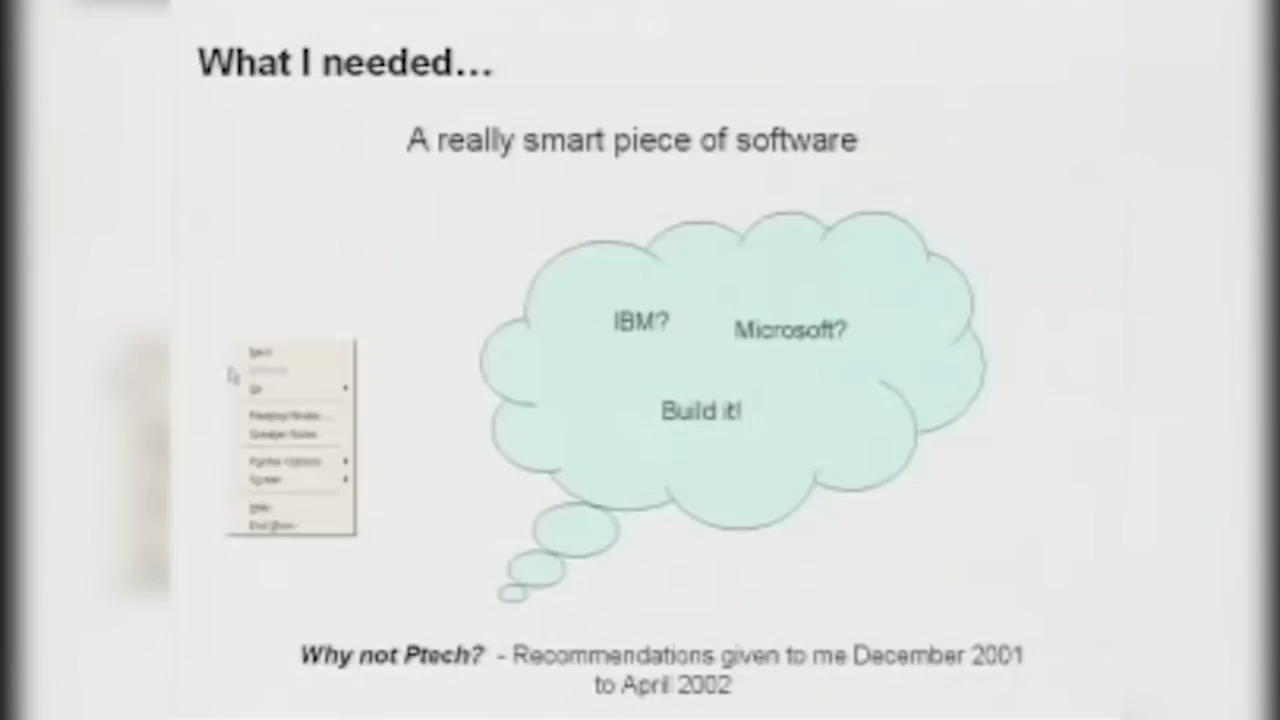 What I needed...
A really smart piece of software
IBM?
Microsoft?
Build it!
Why not Ptech? - Recommendations given to me December 2001
to April 2002